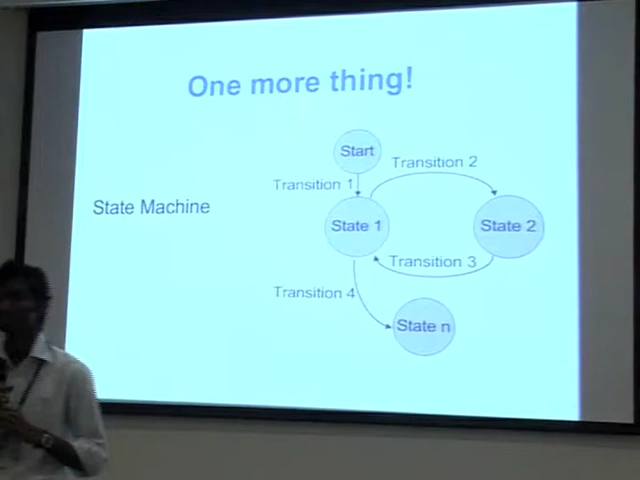 One more thing!
State Machine
Start
Transition 1
Transition 2
State 1
State 2
Transition 3
Transition 4
State n